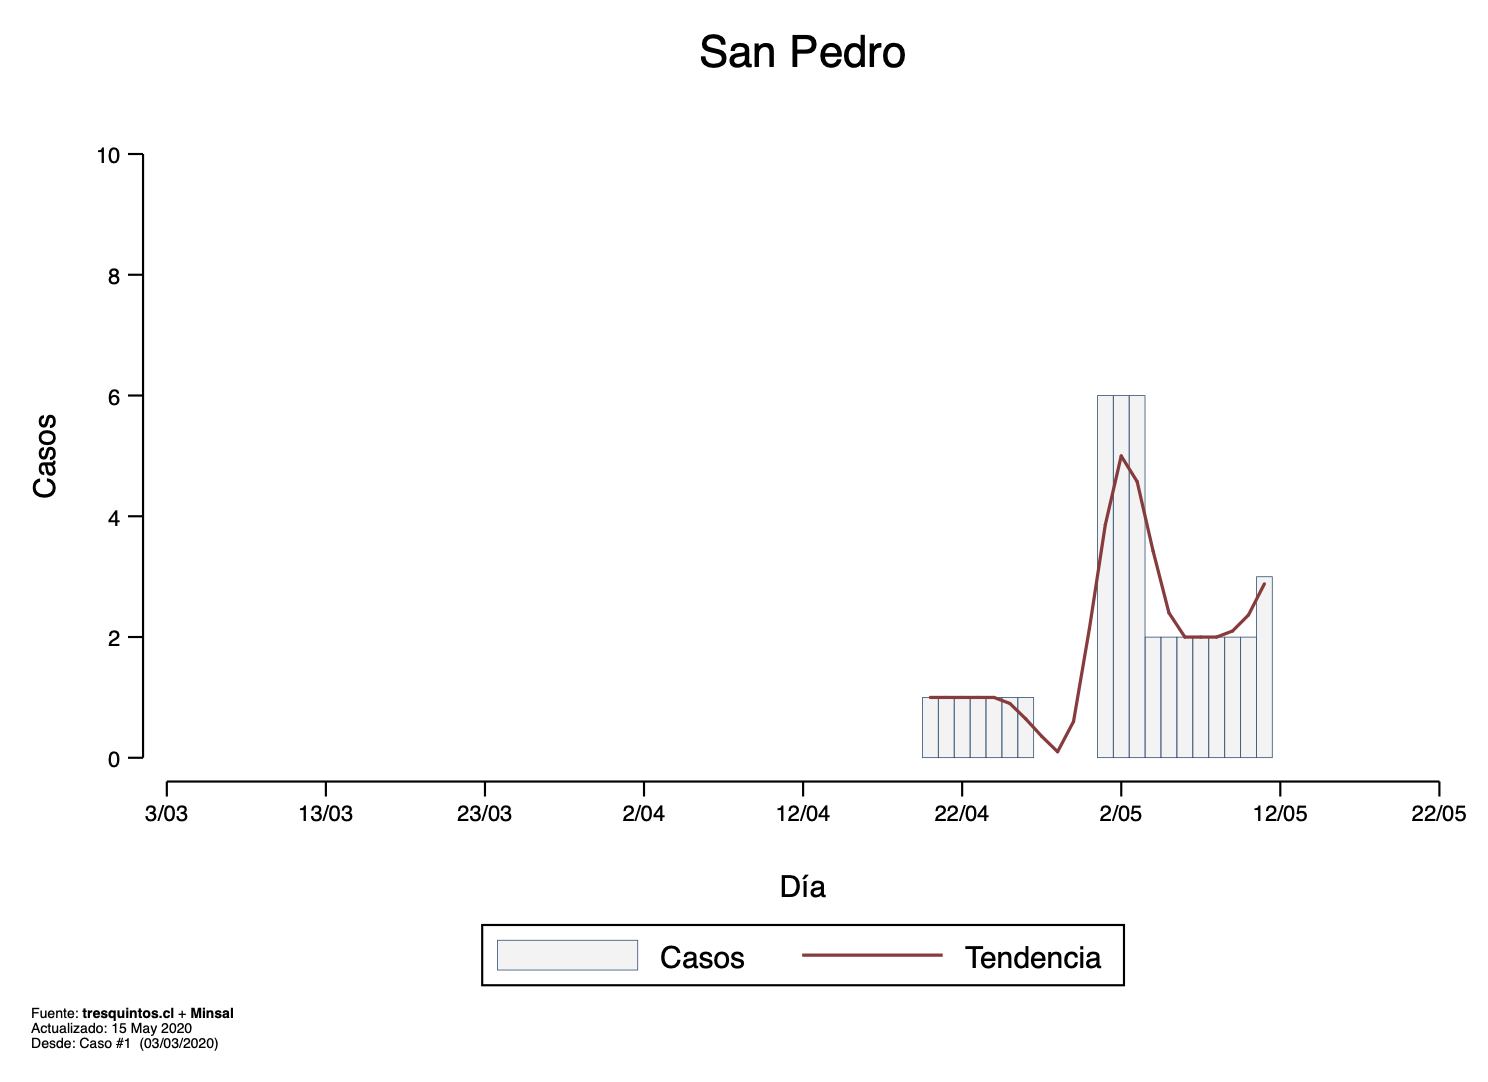 San Pedro
10
8
6
4
2
0
Casos
3/03 13/03 23/03 2/04 12/04 22/04 2/05 12/05 22/05
Día
Casos Tendencia
Fuente: tresquintos.cl + Minsal
Actualizado: 15 May 2020
Desde: Caso #1 (03/03/2020)